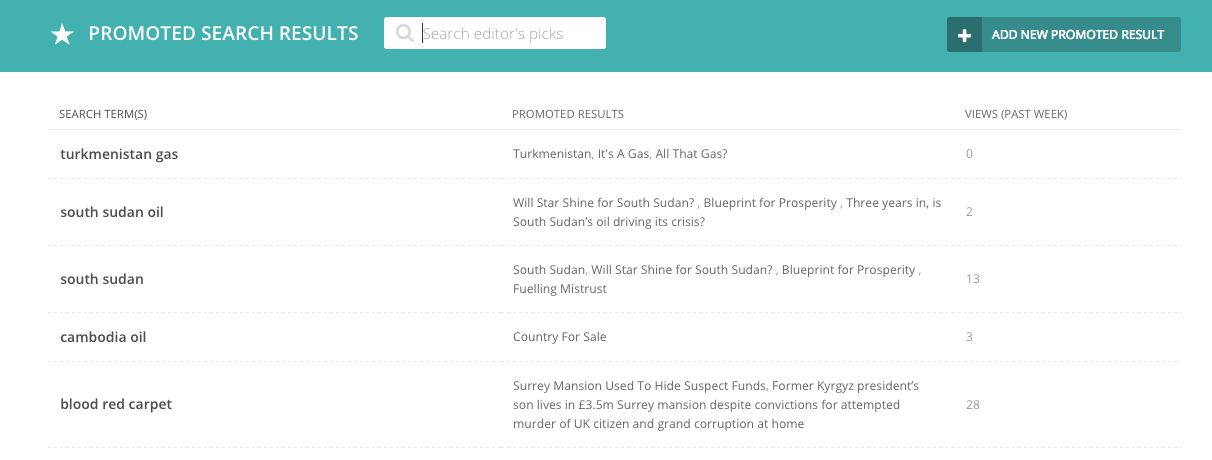 PROMOTED SEARCH RESULTS
Search editor's picks
ADD NEW PROMOTED RESULT
SEARCH TERM(S) PROMOTED RESULTS VIEWS (PAST WEEK)
turkmenistan gas Turkmenistan, It's A Gas, All That Gas? 0
south sudan oil Will Star Shine for South Sudan? , Blueprint for Prosperity , Three years in, is
South Sudan’s oil driving its crisis? 2
south sudan South Sudan, Will Star Shine for South Sudan? , Blueprint for Prosperity ,
Fuelling Mistrust 13
cambodia oil Country For Sale 3
blood red carpet Surrey Mansion Used To Hide Suspect Funds, Former Kyrgyz president’s
son lives in £3.5m Surrey mansion despite convictions for attempted 28
murder of UK citizen and grand corruption at home